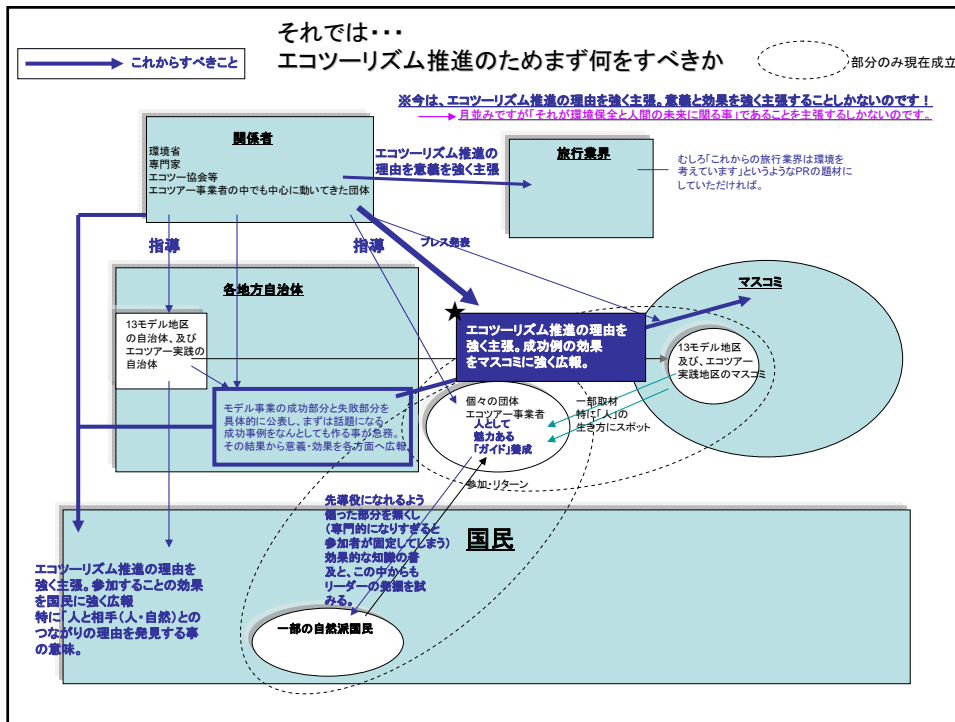 それでは・・・
エコツーリズム推進のためまず何をすべきか
これからすべきこと
部分のみ現在成立
※今は、エコツーリズム推進の理由を強く主張。意義と効果を強く主張することしかないのです！
月並みですが「それが環境保全と人間の未来に関る事」であることを主張するしかないのです。
関係者
環境省
専門家
エコツー協会等
エコツアー事業者の中でも中心に動いてきた団体
エコツーリズム推進の
理由を意義を強く主張
旅行業界
むしろ「これからの旅行業界は環境を
考えています」というようなPRの題材に
していただければ。
指導
指導
プレス発表
各地方自治体
マスコミ
13モデル地区
の自治体、及び
エコツアー実践の
自治体
★
エコツーリズム推進の理由を
強く主張。成功例の効果
をマスコミに強く広報。
13モデル地区
及び、エコツアー
実践地区のマスコミ
モデル事業の成功部分と失敗部分を
具体的に公表し、まずは話題になる
成功事例をなんとしても作る事が急務。
その結果から意義・効果を各方面へ広報
個々の団体
エコツアー事業者
人として
魅力ある
「ガイド」養成
一部取材
特に「人」の
生き方にスポット
参加・リターン
先導役になれるよう
偏った部分を無くし
（専門的になりすぎると
参加者が固定してしまう）
効果的な知識の普
及と、この中からも
リーダーの発掘を試
みる。
国民
エコツーリズム推進の理由を
強く主張。参加することの効果
を国民に強く広報
特に「人と相手（人・自然）との
つながりの理由を発見する事
の意味。
一部の自然派国民